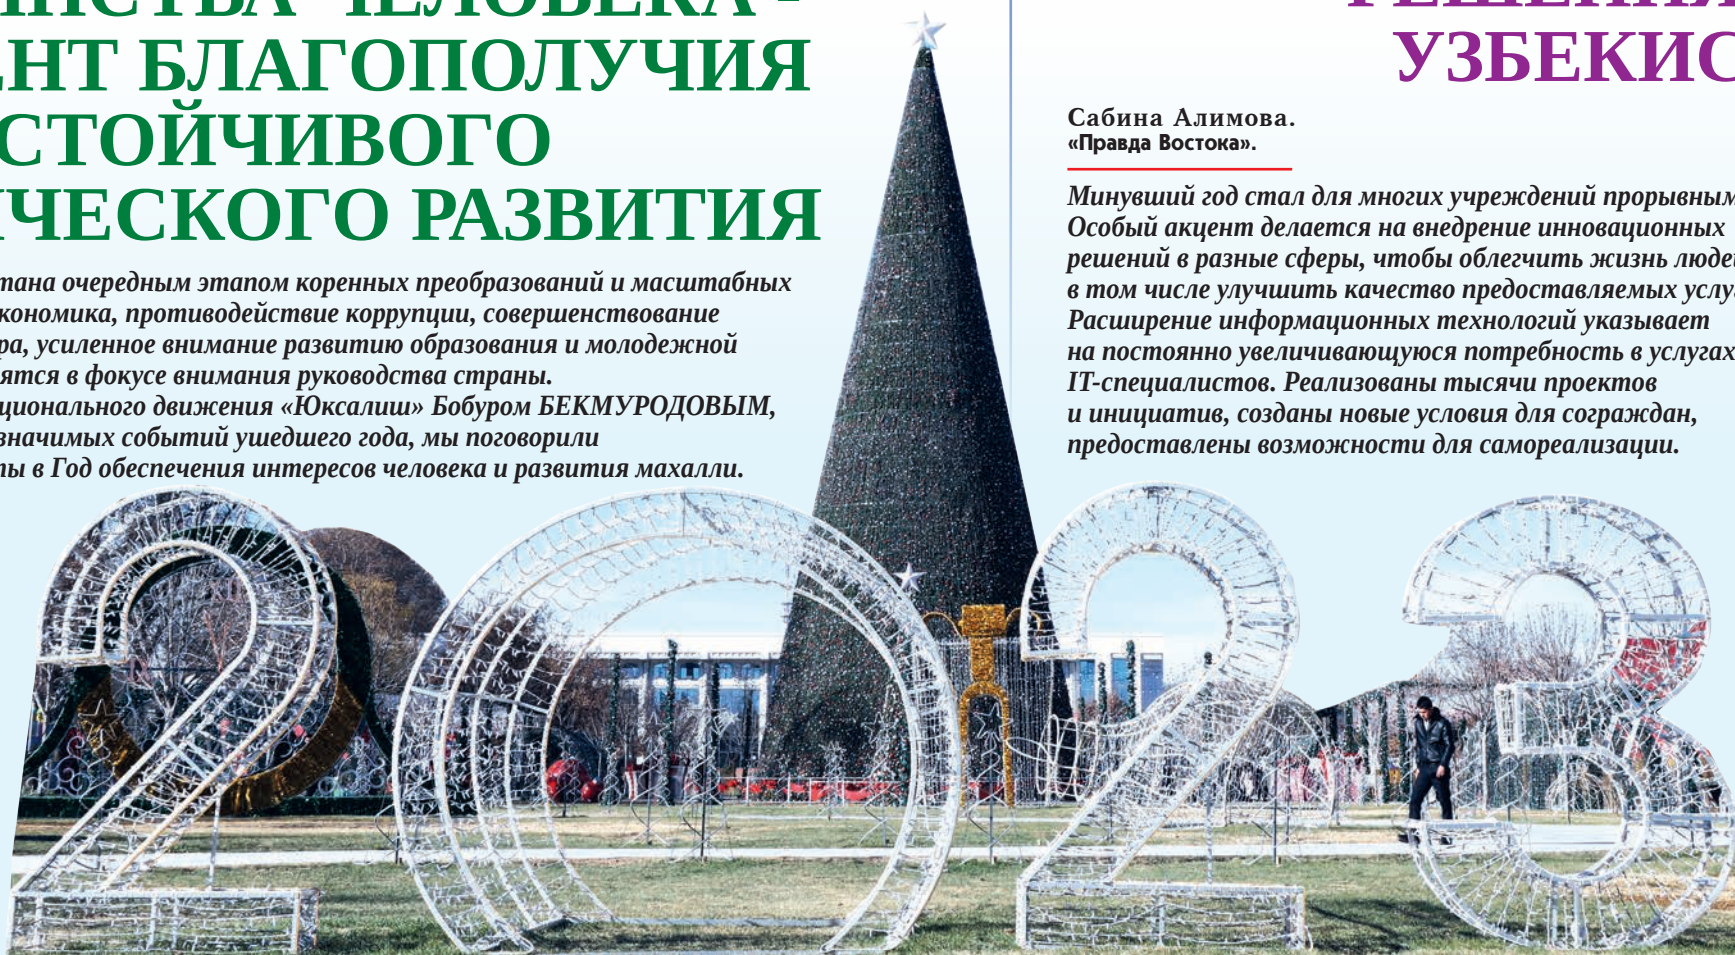 ЧЕЛОВЕКА -
БЛАГОПОЛУЧИЯ
СТОЙЧИВОГО
ЧЕСКОГО РАЗВИТИЯ
тана очередным этапом коренных преобразований и масштабных
кономика, противодействие коррупции, совершенствование
ра, усиленное внимание развитию образования и молодежной
ятся в фокусе внимания руководства страны.
ционального движения «Юксалиш» Бобуром БЕКМУРОДОВЫМ,
значимых событий ушедшего года, мы поговорили
ты в Год обеспечения интересов человека и развития махалли.
РЕШЕНИЯ
УЗБЕКИС
Сабина Алимова.
«Правда Востока».
Минувший год стал для многих учреждений прорывным
Особый акцент делается на внедрение инновационных
решений в разные сферы, чтобы облегчить жизнь людей
в том числе улучшить качество предоставляемых услуг
Расширение информационных технологий указывает
на постоянно увеличивающуюся потребность в услугах
IT-специалистов. Реализованы тысячи проектов
и инициатив, созданы новые условия для сограждан,
предоставлены возможности для самореализации.
2023